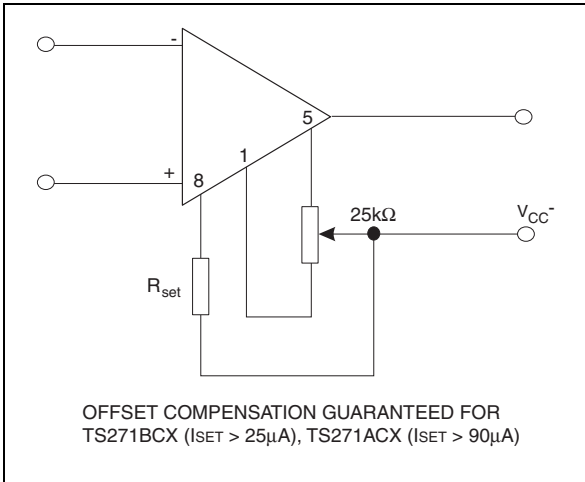 -
5
1
+
8
25kΩ
VCC-
Rset
OFFSET COMPENSATION GUARANTEED FOR
TS271BCX (ISET > 25μA), TS271ACX (ISET > 90μA)